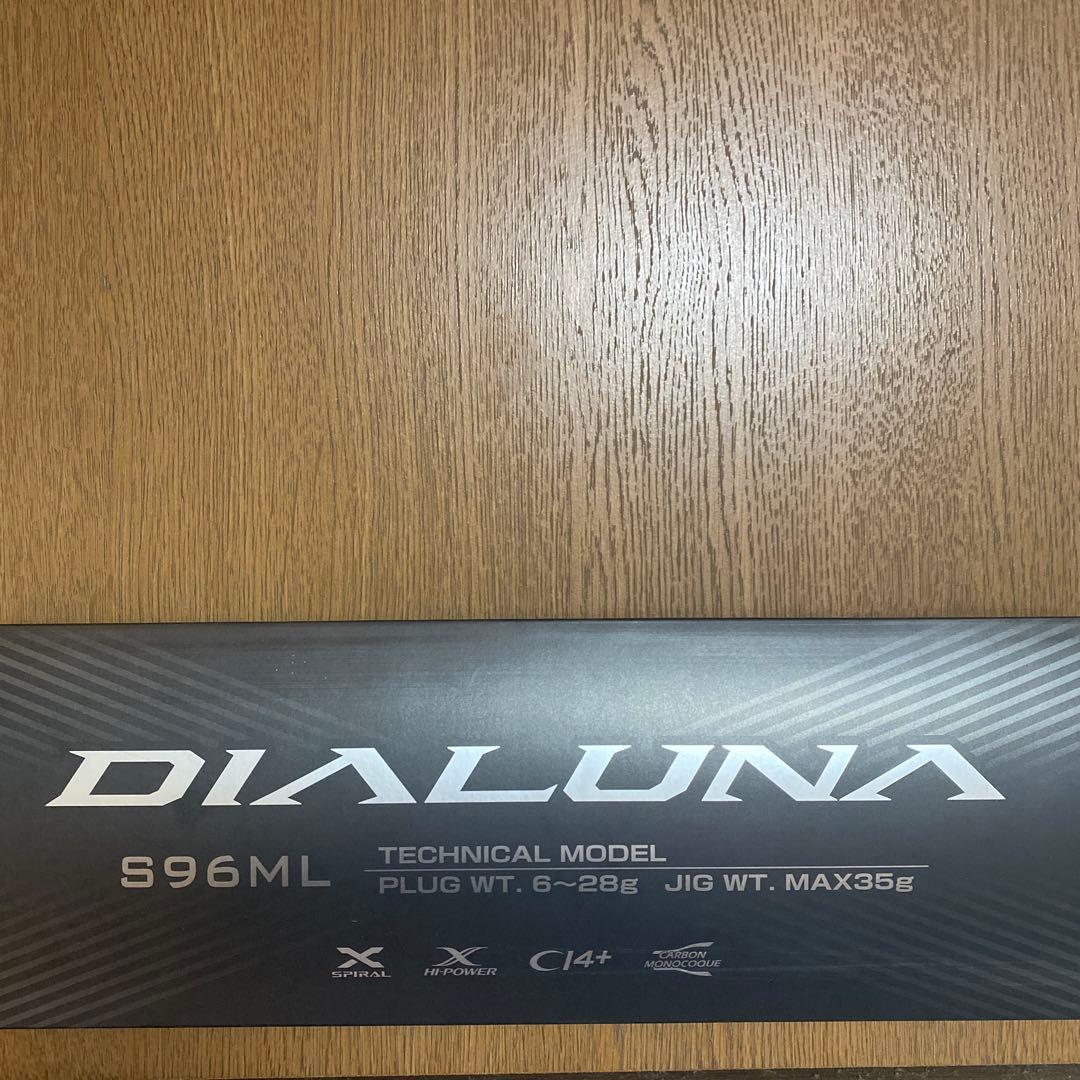 DIALUNA
S96ML
TECHNICAL MODEL
PLUG WT. 6~28g JIG WT. MAX35g
X SPIRAL
X HI-POWER
CI4+
CARBON MONOCOQUE